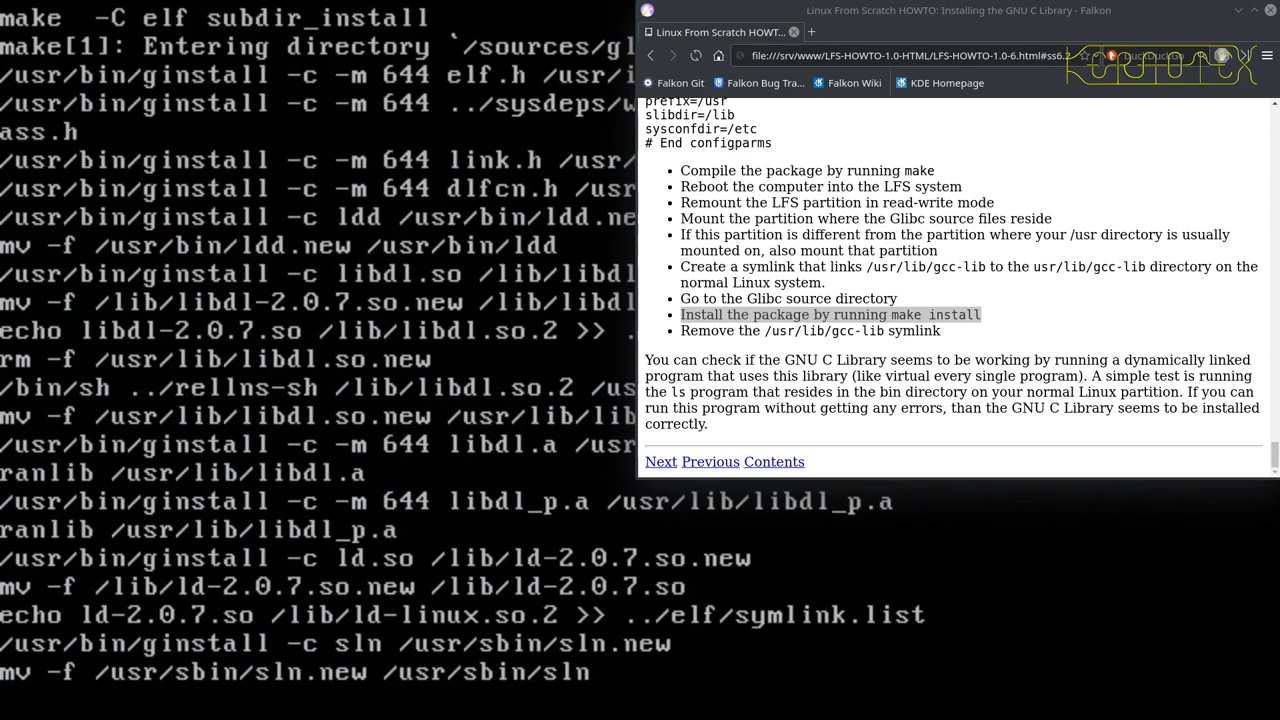 make  -C elf subdir_install
make[1]: Entering directory `/sources/gl
/usr/bin/ginstall -c -m 644 elf.h /usr/i
/usr/bin/ginstall -c -m 644 ../sysdeps/w
ass.h
/usr/bin/ginstall -c -m 644 link.h /usr/
/usr/bin/ginstall -c -m 644 dlfcn.h /usr
/usr/bin/ginstall -c ldd /usr/bin/ldd.ne
mv -f /usr/bin/ldd.new /usr/bin/ldd
/usr/bin/ginstall -c libdl.so /lib/libdl
mv -f /lib/libdl-2.0.7.so.new /lib/libdl
echo libdl-2.0.7.so /lib/libdl.so.2 >> .
rm -f /usr/lib/libdl.so.new
/bin/sh ../rellns-sh /lib/libdl.so.2 /us
mv -f /usr/lib/libdl.so.new /usr/lib/lib
/usr/bin/ginstall -c -m 644 libdl.a /usr
ranlib /usr/lib/libdl.a
/usr/bin/ginstall -c -m 644 libdl_p.a /usr/lib/libdl_p.a
ranlib /usr/lib/libdl_p.a
/usr/bin/ginstall -c ld.so /lib/ld-2.0.7.so.new
mv -f /lib/ld-2.0.7.so.new /lib/ld-2.0.7.so
echo ld-2.0.7.so /lib/ld-linux.so.2 >> ../elf/symlink.list
/usr/bin/ginstall -c sln /usr/sbin/sln.new
mv -f /usr/sbin/sln.new /usr/sbin/sln
Linux From Scratch HOWTO: Installing the GNU C Library - Falkon
Linux From Scratch HOWT...
file:///srv/www/LFS-HOWTO-1.0-HTML/LFS-HOWTO-1.0-6.html#ss6.2
DuckDuckGo
Falkon Git Falkon Bug Tra... Falkon Wiki KDE Homepage
prefix=/usr
slibdir=/lib
sysconfdir=/etc
# End configparms
• Compile the package by running make
• Reboot the computer into the LFS system
• Remount the LFS partition in read-write mode
• Mount the partition where the Glibc source files reside
• If this partition is different from the partition where your /usr directory is usually
mounted on, also mount that partition
• Create a symlink that links /usr/lib/gcc-lib to the usr/lib/gcc-lib directory on the
normal Linux system.
• Go to the Glibc source directory
• Install the package by running make install
• Remove the /usr/lib/gcc-lib symlink
You can check if the GNU C Library seems to be working by running a dynamically linked
program that uses this library (like virtual every single program). A simple test is running
the ls program that resides in the bin directory on your normal Linux partition. If you can
run this program without getting any errors, than the GNU C Library seems to be installed
correctly.
Next Previous Contents